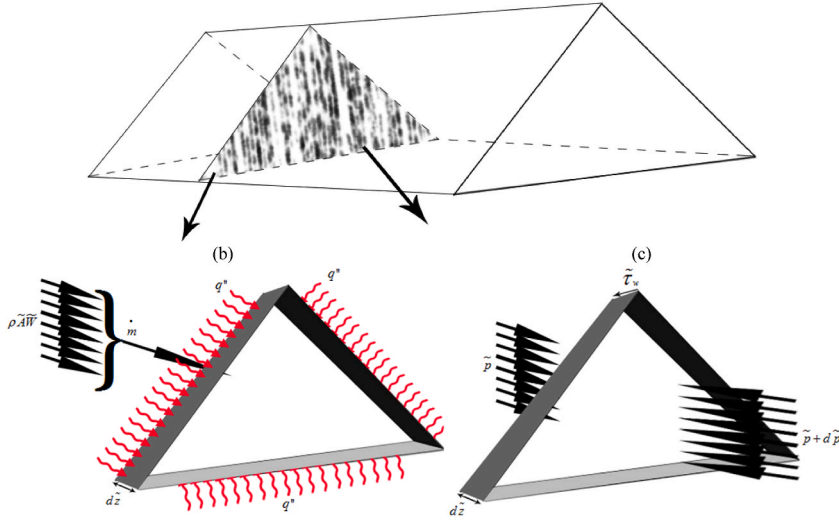 (b)
(c)
q"
q"
ρÃW̃
ṁ
q"
dz̃
τ̃w
p̃
p̃+dp̃
dz̃